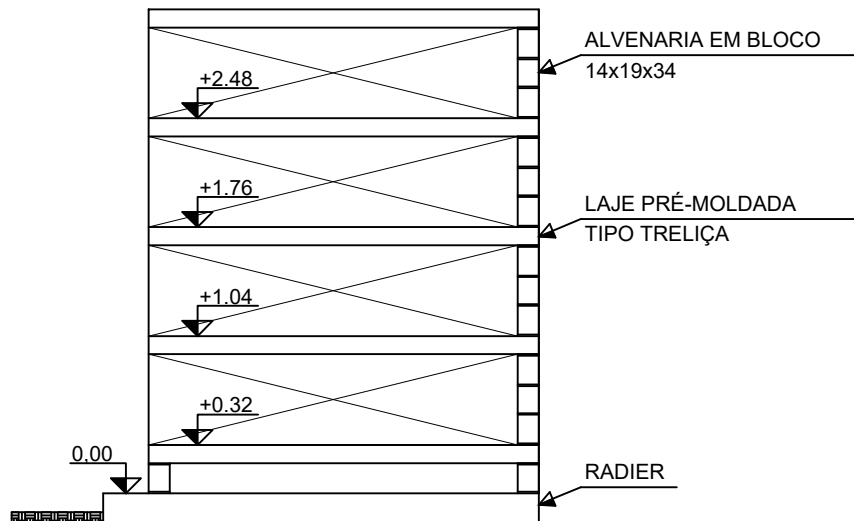 ALVENARIA EM BLOCO
14x19x34
+2.48
+1.76
LAJE PRÉ-MOLDADA
TIPO TRELIÇA
+1.04
+0.32
0,00
RADIER